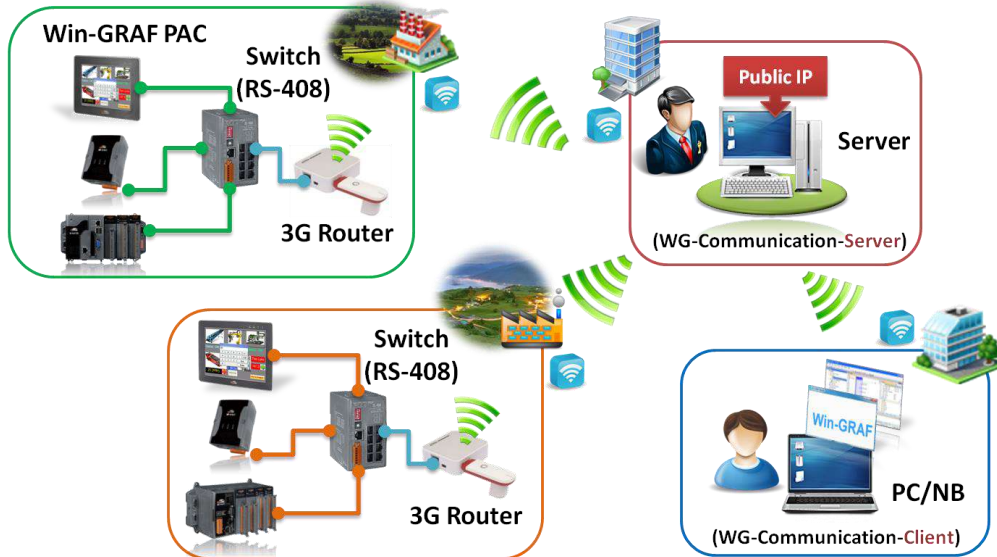 Win-GRAF PAC
Switch
(RS-408)
3G Router
Public IP
Server
(WG-Communication-Server)
Switch
(RS-408)
3G Router
Win-GRAF
PC/NB
(WG-Communication-Client)